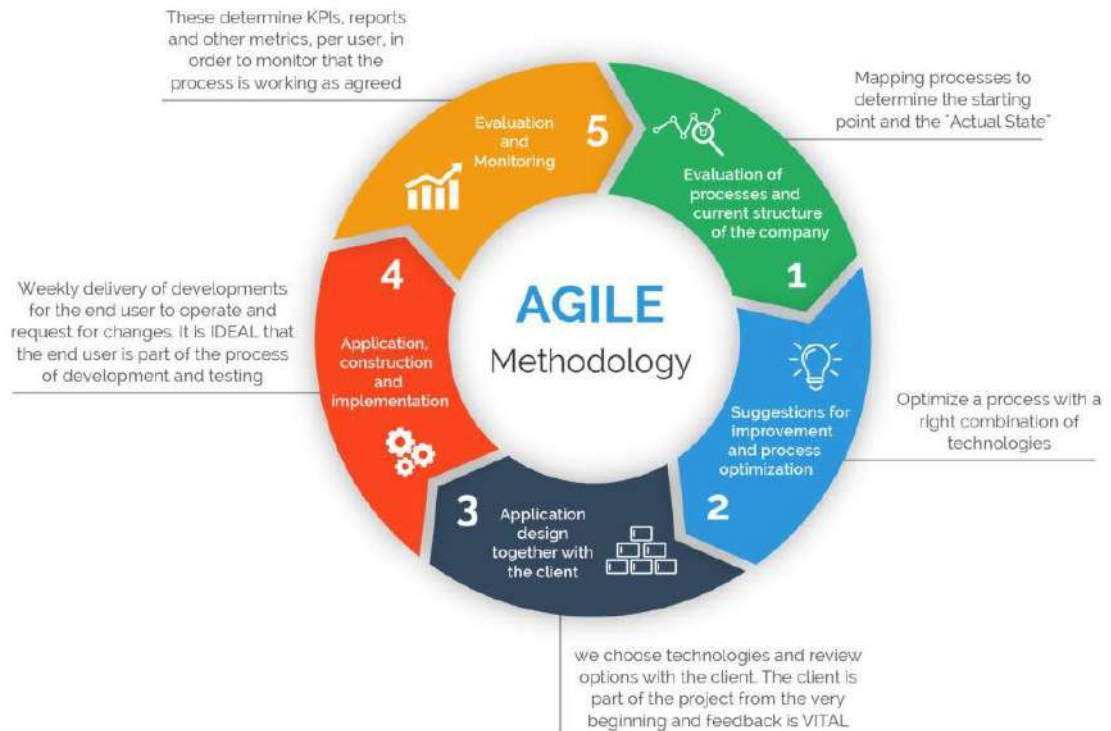 These determine KPIs, reports
and other metrics, per user, in
order to monitor that the
process is working as agreed
Mapping processes to
determine the starting
point and the "Actual State"
5
Evaluation
and
Monitoring
Evaluation of
processes and
current structure
of the company
1
4
Weekly delivery of developments
for the end user to operate and
request for changes. It is IDEAL that
the end user is part of the process
of development and testing
Application,
construction
and
implementation
AGILE
Methodology
Suggestions for
improvement
and process
optimization
2
Optimize a process with a
right combination of
technologies
3
Application
design
together with
the client
we choose technologies and review
options with the client. The client is
part of the project from the very
beginning and feedback is VITAL